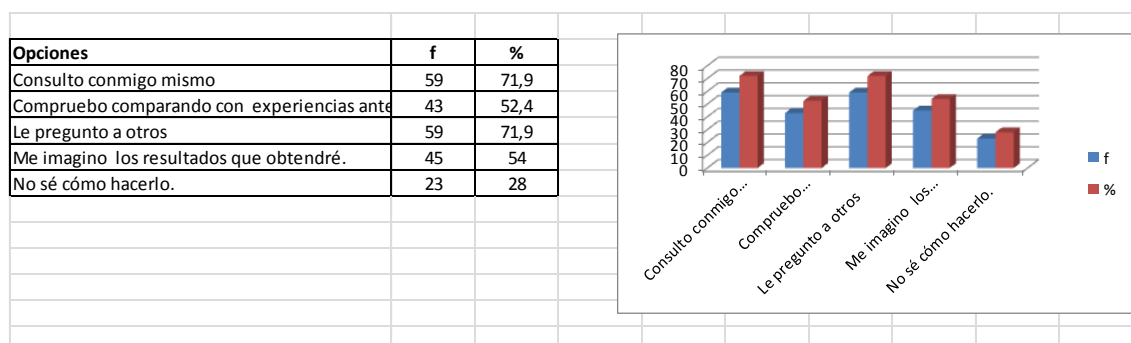 Opciones f %
Consulto conmigo mismo 59 71,9
Compruebo comparando con experiencias ante 43 52,4
Le pregunto a otros 59 71,9
Me imagino los resultados que obtendré. 45 54
No sé cómo hacerlo. 23 28
80
70
60
50
40
30
20
10
0
Consulto conmigo...
Compruebo...
Le pregunto a otros
Me imagino los...
No sé cómo hacerlo.
f
%